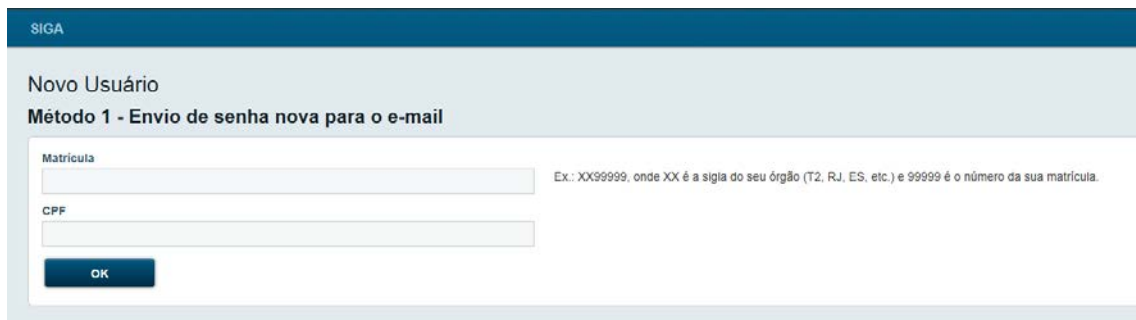 SIGA
Novo Usuário
Método 1 - Envio de senha nova para o e-mail
Matrícula
Ex.: XX99999, onde XX é a sigla do seu órgão (T2, RJ, ES, etc.) e 99999 é o número da sua matrícula.
CPF
OK